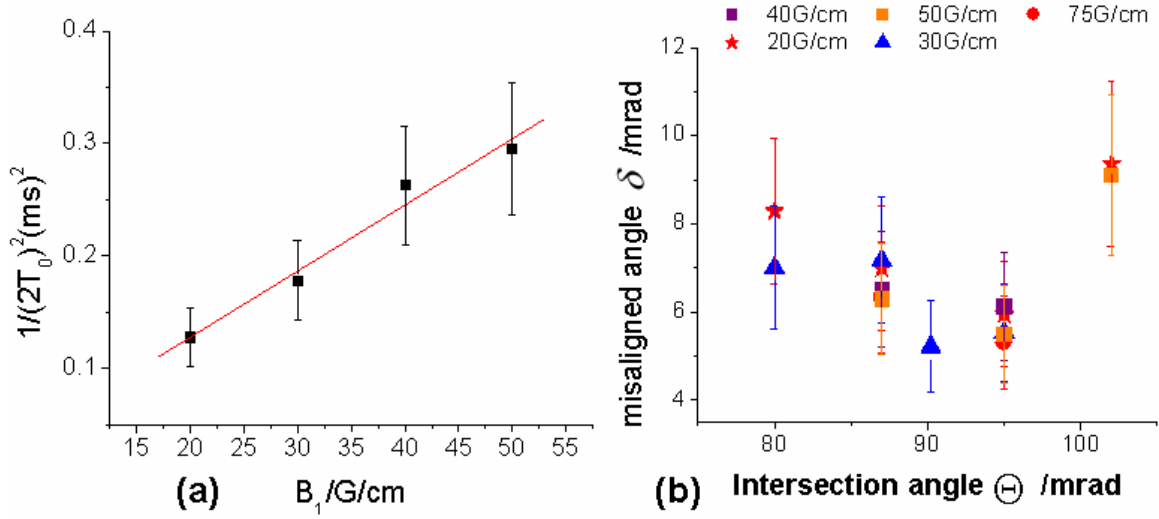 0.4
0.3
0.2
0.1
1/(2T₀)²(ms)²
15 20 25 30 35 40 45 50 55
B₁/G/cm
(a)
40G/cm 50G/cm 75G/cm
20G/cm 30G/cm
12
10
8
6
4
misaligned angle δ /mrad
80 90 100
Intersection angle Θ /mrad
(b)